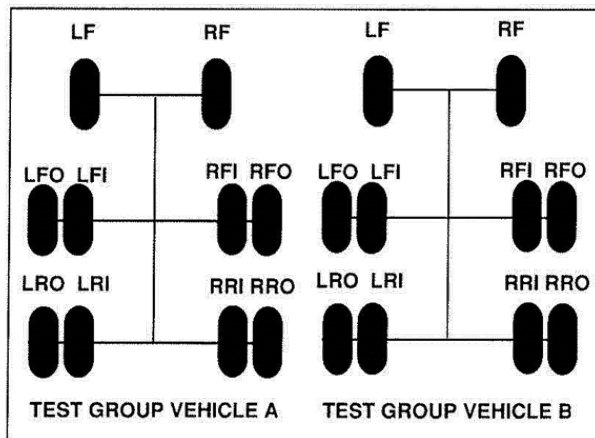 LF RF LF RF
LFO LFI RFI RFO LFO LFI RFI RFO
LRO LRI RRI RRO LRO LRI RRI RRO
TEST GROUP VEHICLE A TEST GROUP VEHICLE B